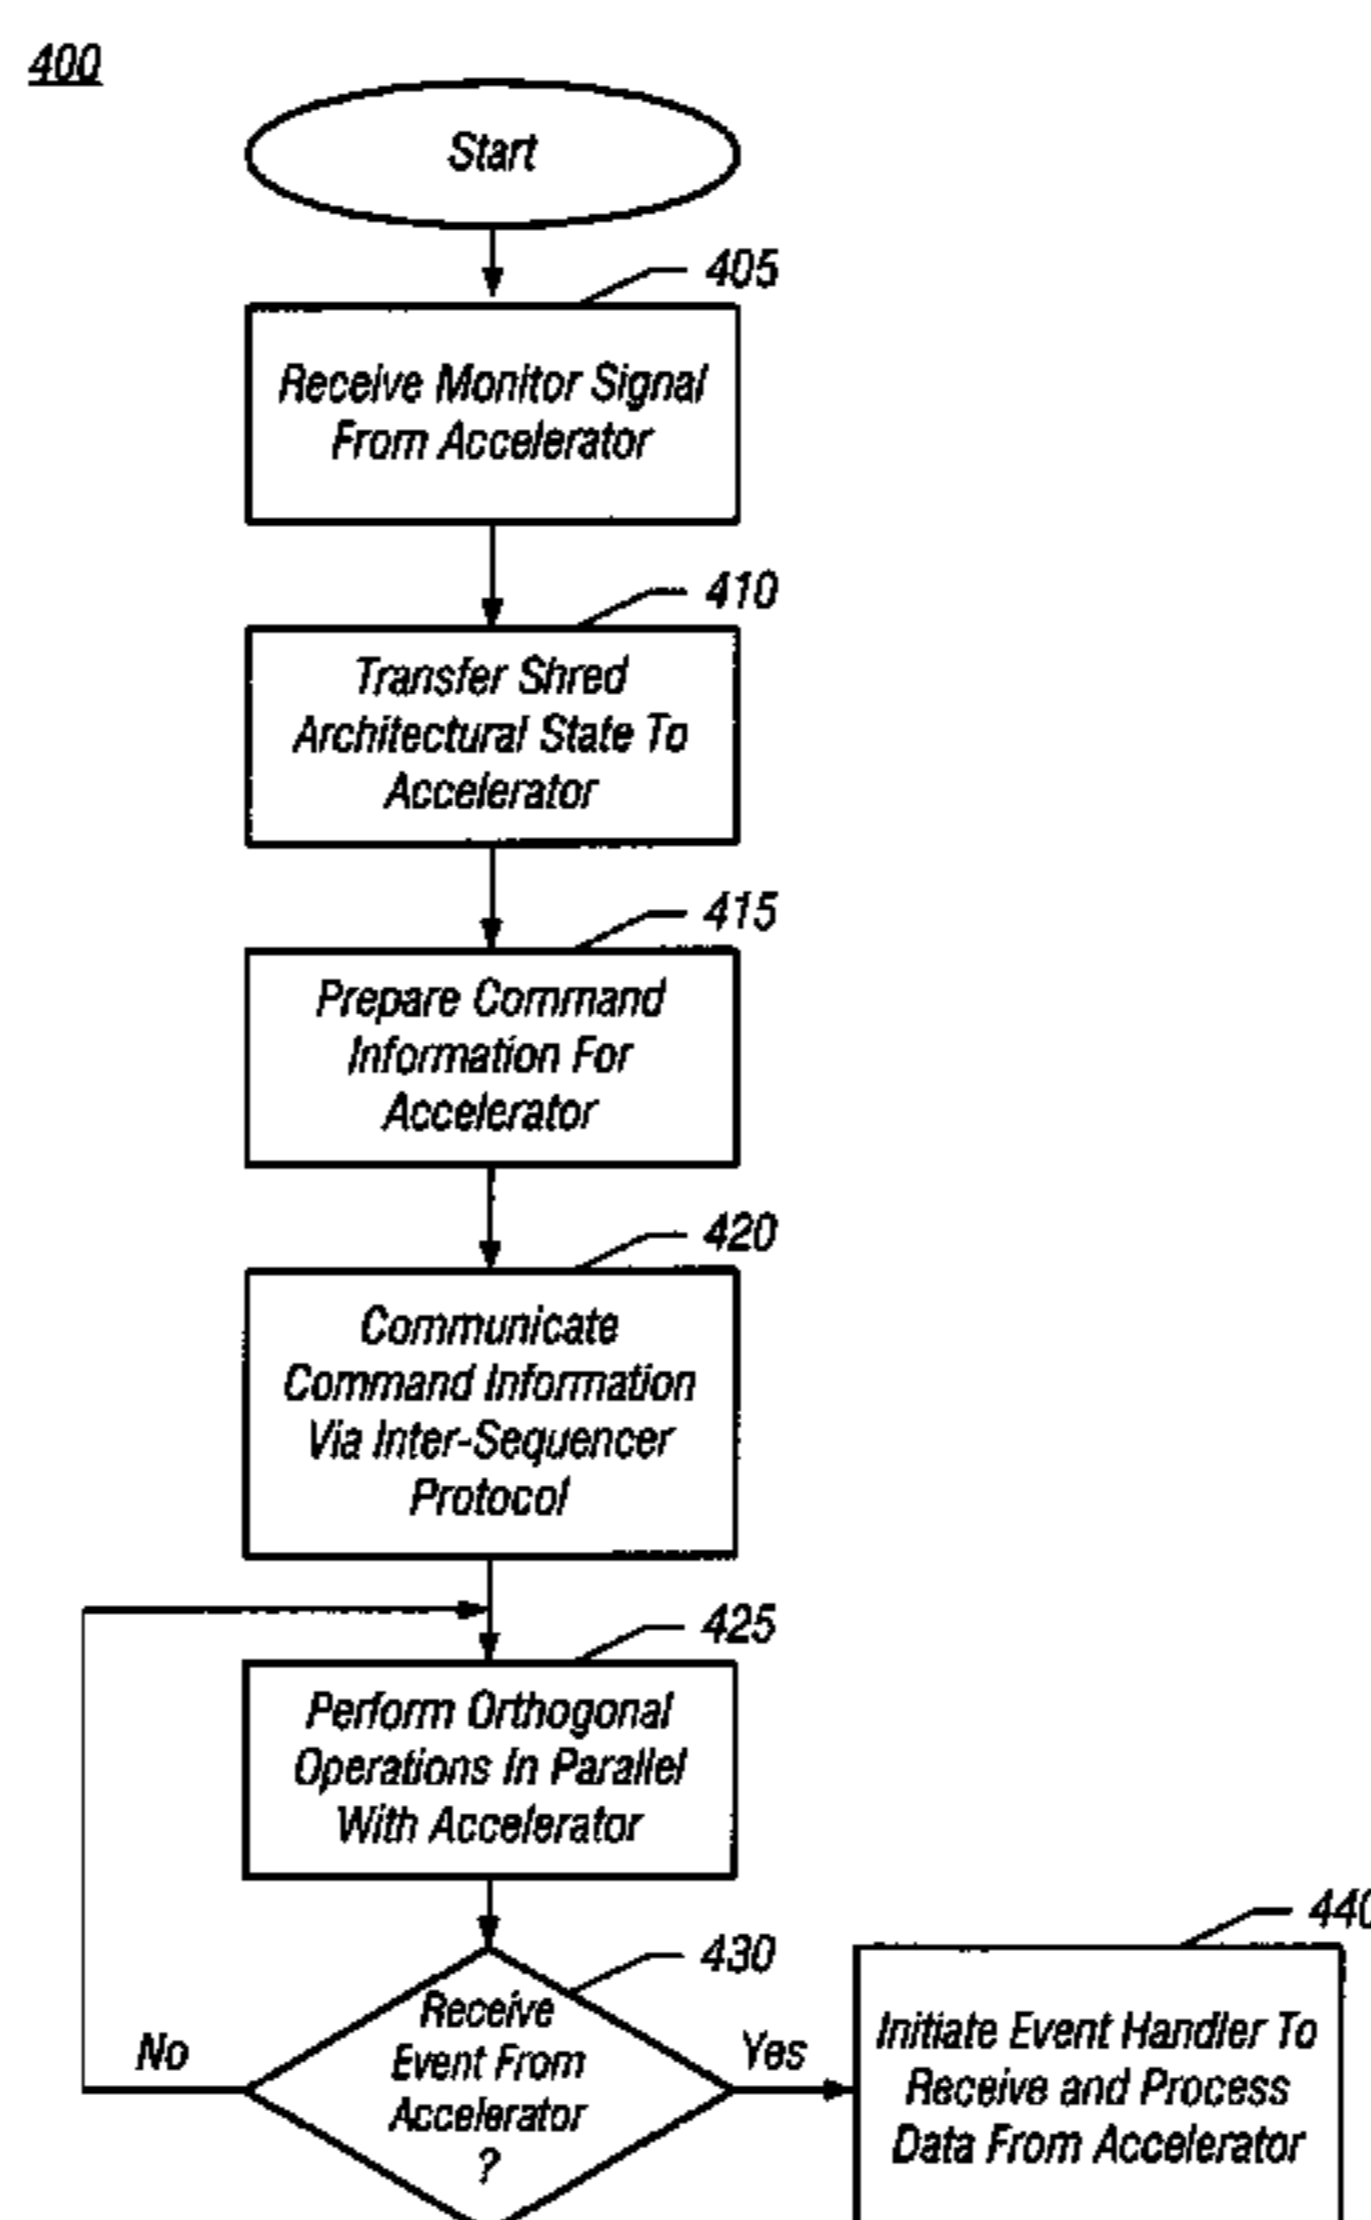 400
Start
405
Receive Monitor Signal
From Accelerator
410
Transfer Shred
Architectural State To
Accelerator
415
Prepare Command
Information For
Accelerator
420
Communicate
Command Information
Via Inter-Sequencer
Protocol
425
Perform Orthogonal
Operations In Parallel
With Accelerator
430
Receive
Event From
Accelerator
?
No
Yes
440
Initiate Event Handler To
Receive and Process
Data From Accelerator